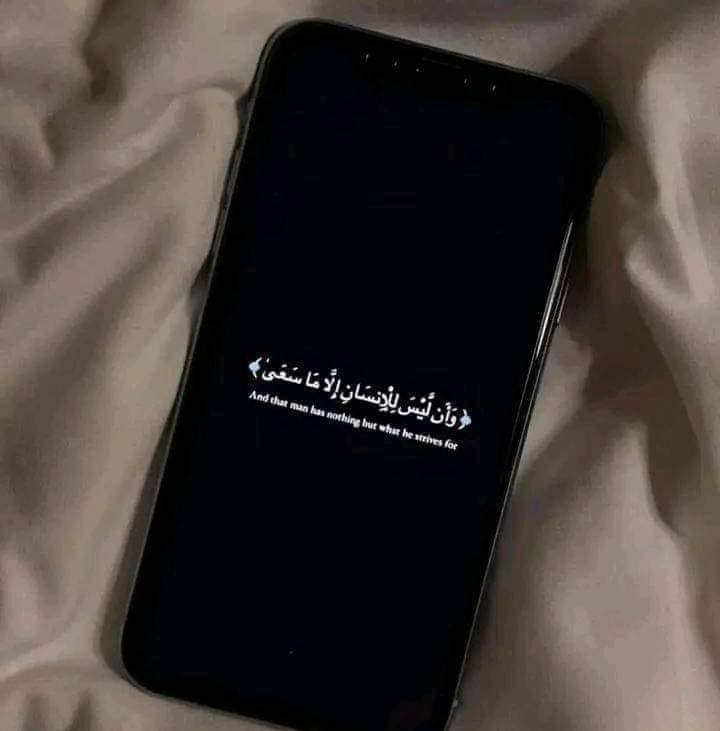 ﴿وَأَن لَّيْسَ لِلْإِنسَانِ إِلَّا مَا سَعَىٰ﴾
And that man has nothing but what he strives for